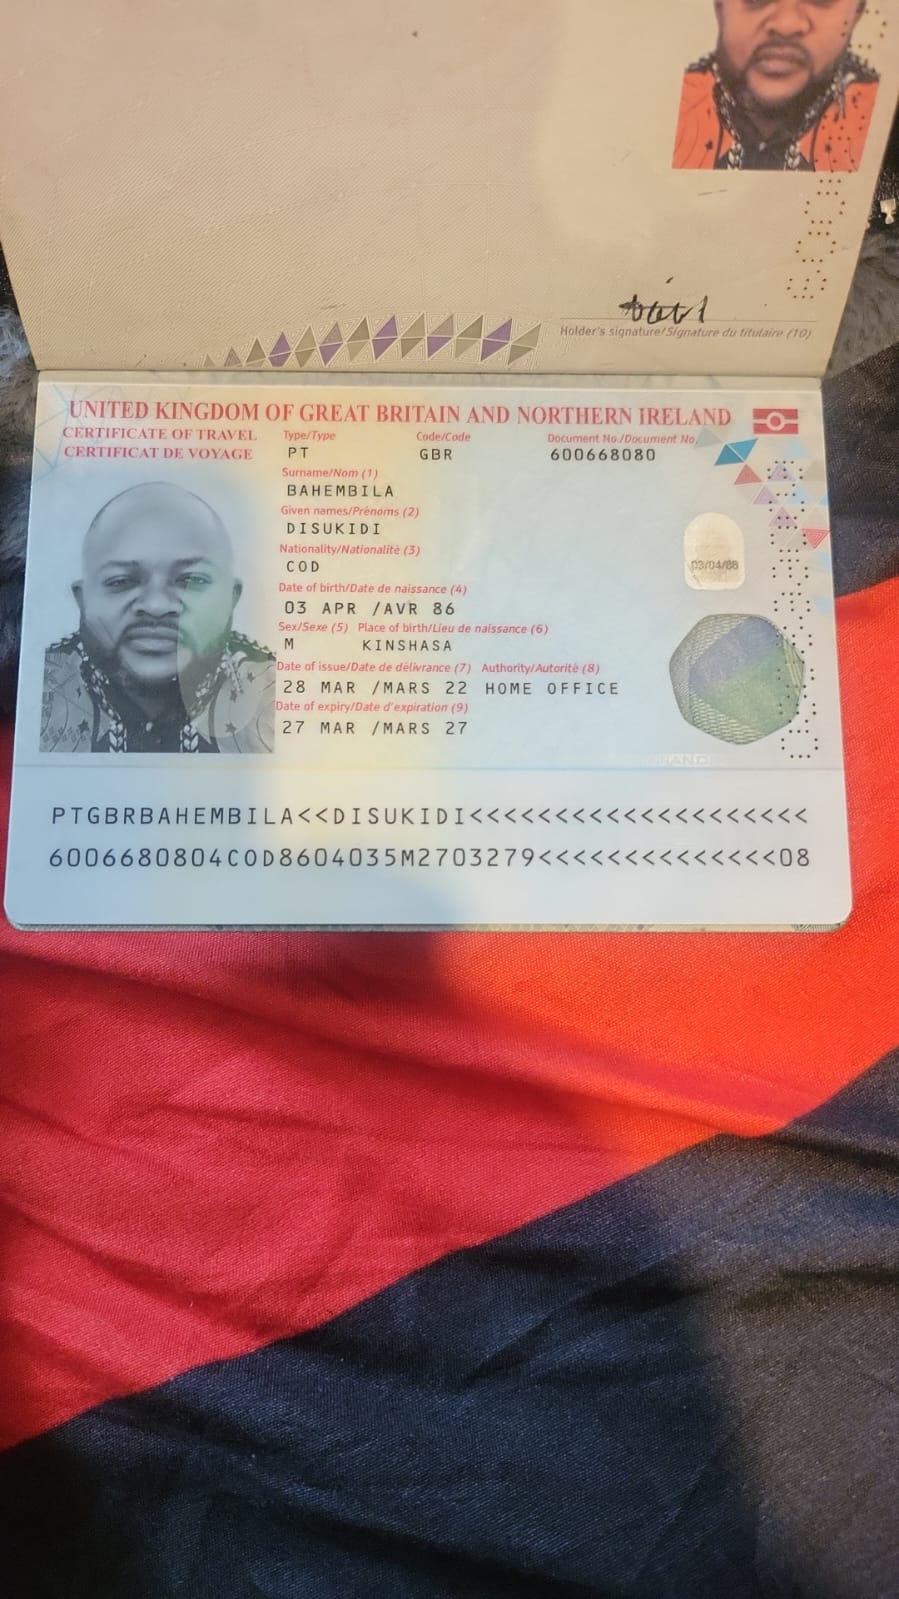 Holder's signature/Signature du titulaire (10)
UNITED KINGDOM OF GREAT BRITAIN AND NORTHERN IRELAND
CERTIFICATE OF TRAVEL
CERTIFICAT DE VOYAGE
Type/Type Code/Code Document No./Document No.
PT GBR 600668080
Surname/Nom (1)
BAHEMBILA
Given names/Prénoms (2)
DISUKIDI
Nationality/Nationalité (3)
COD
Date of birth/Date de naissance (4)
03 APR /AVR 86
Sex/Sexe (5) Place of birth/Lieu de naissance (6)
M KINSHASA
Date of issue/Date de délivrance (7) Authority/Autorité (8)
28 MAR /MARS 22 HOME OFFICE
Date of expiry/Date d'expiration (9)
27 MAR /MARS 27
PTGBRBAHEMBILA<<DISUKIDI<<<<<<<<<<<<<<<<<<<<
6006680804COD8604035M2703279<<<<<<<<<<<<<<08